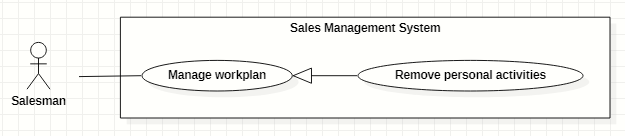 Sales Management System
Manage workplan
Remove personal activities
Salesman